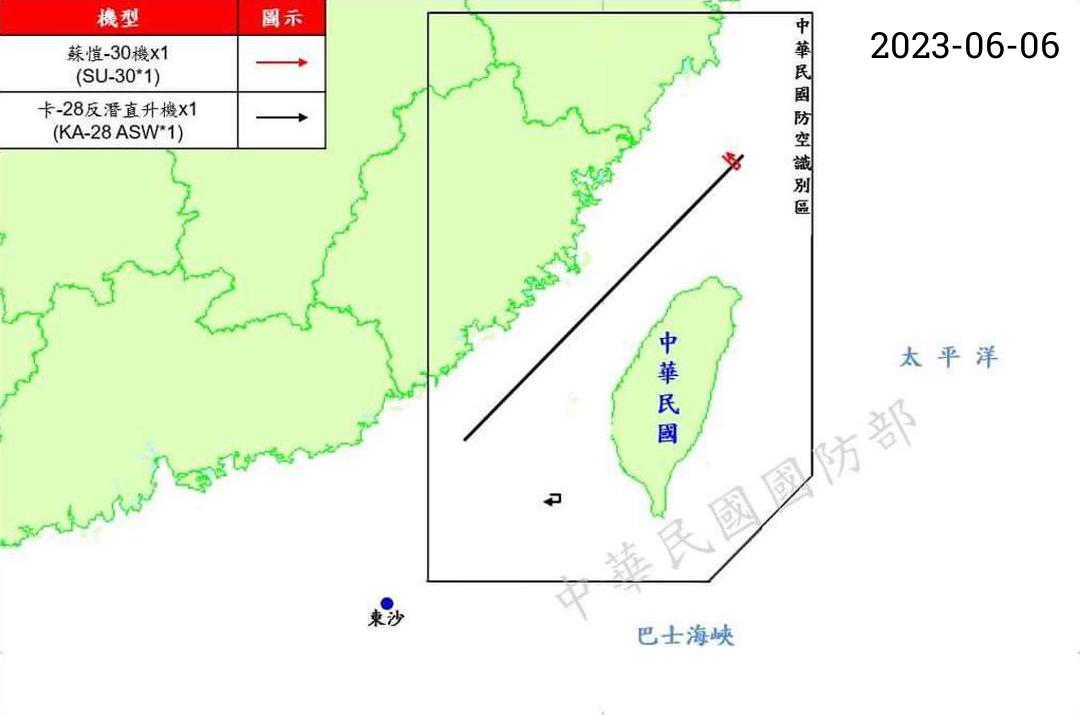 機型
圖示
蘇愷-30機x1
(SU-30*1)
卡-28反潛直升機x1
(KA-28 ASW*1)
2023-06-06
中華民國防空識別區
中華民國
太平洋
東沙
巴士海峽
中華民國國防部